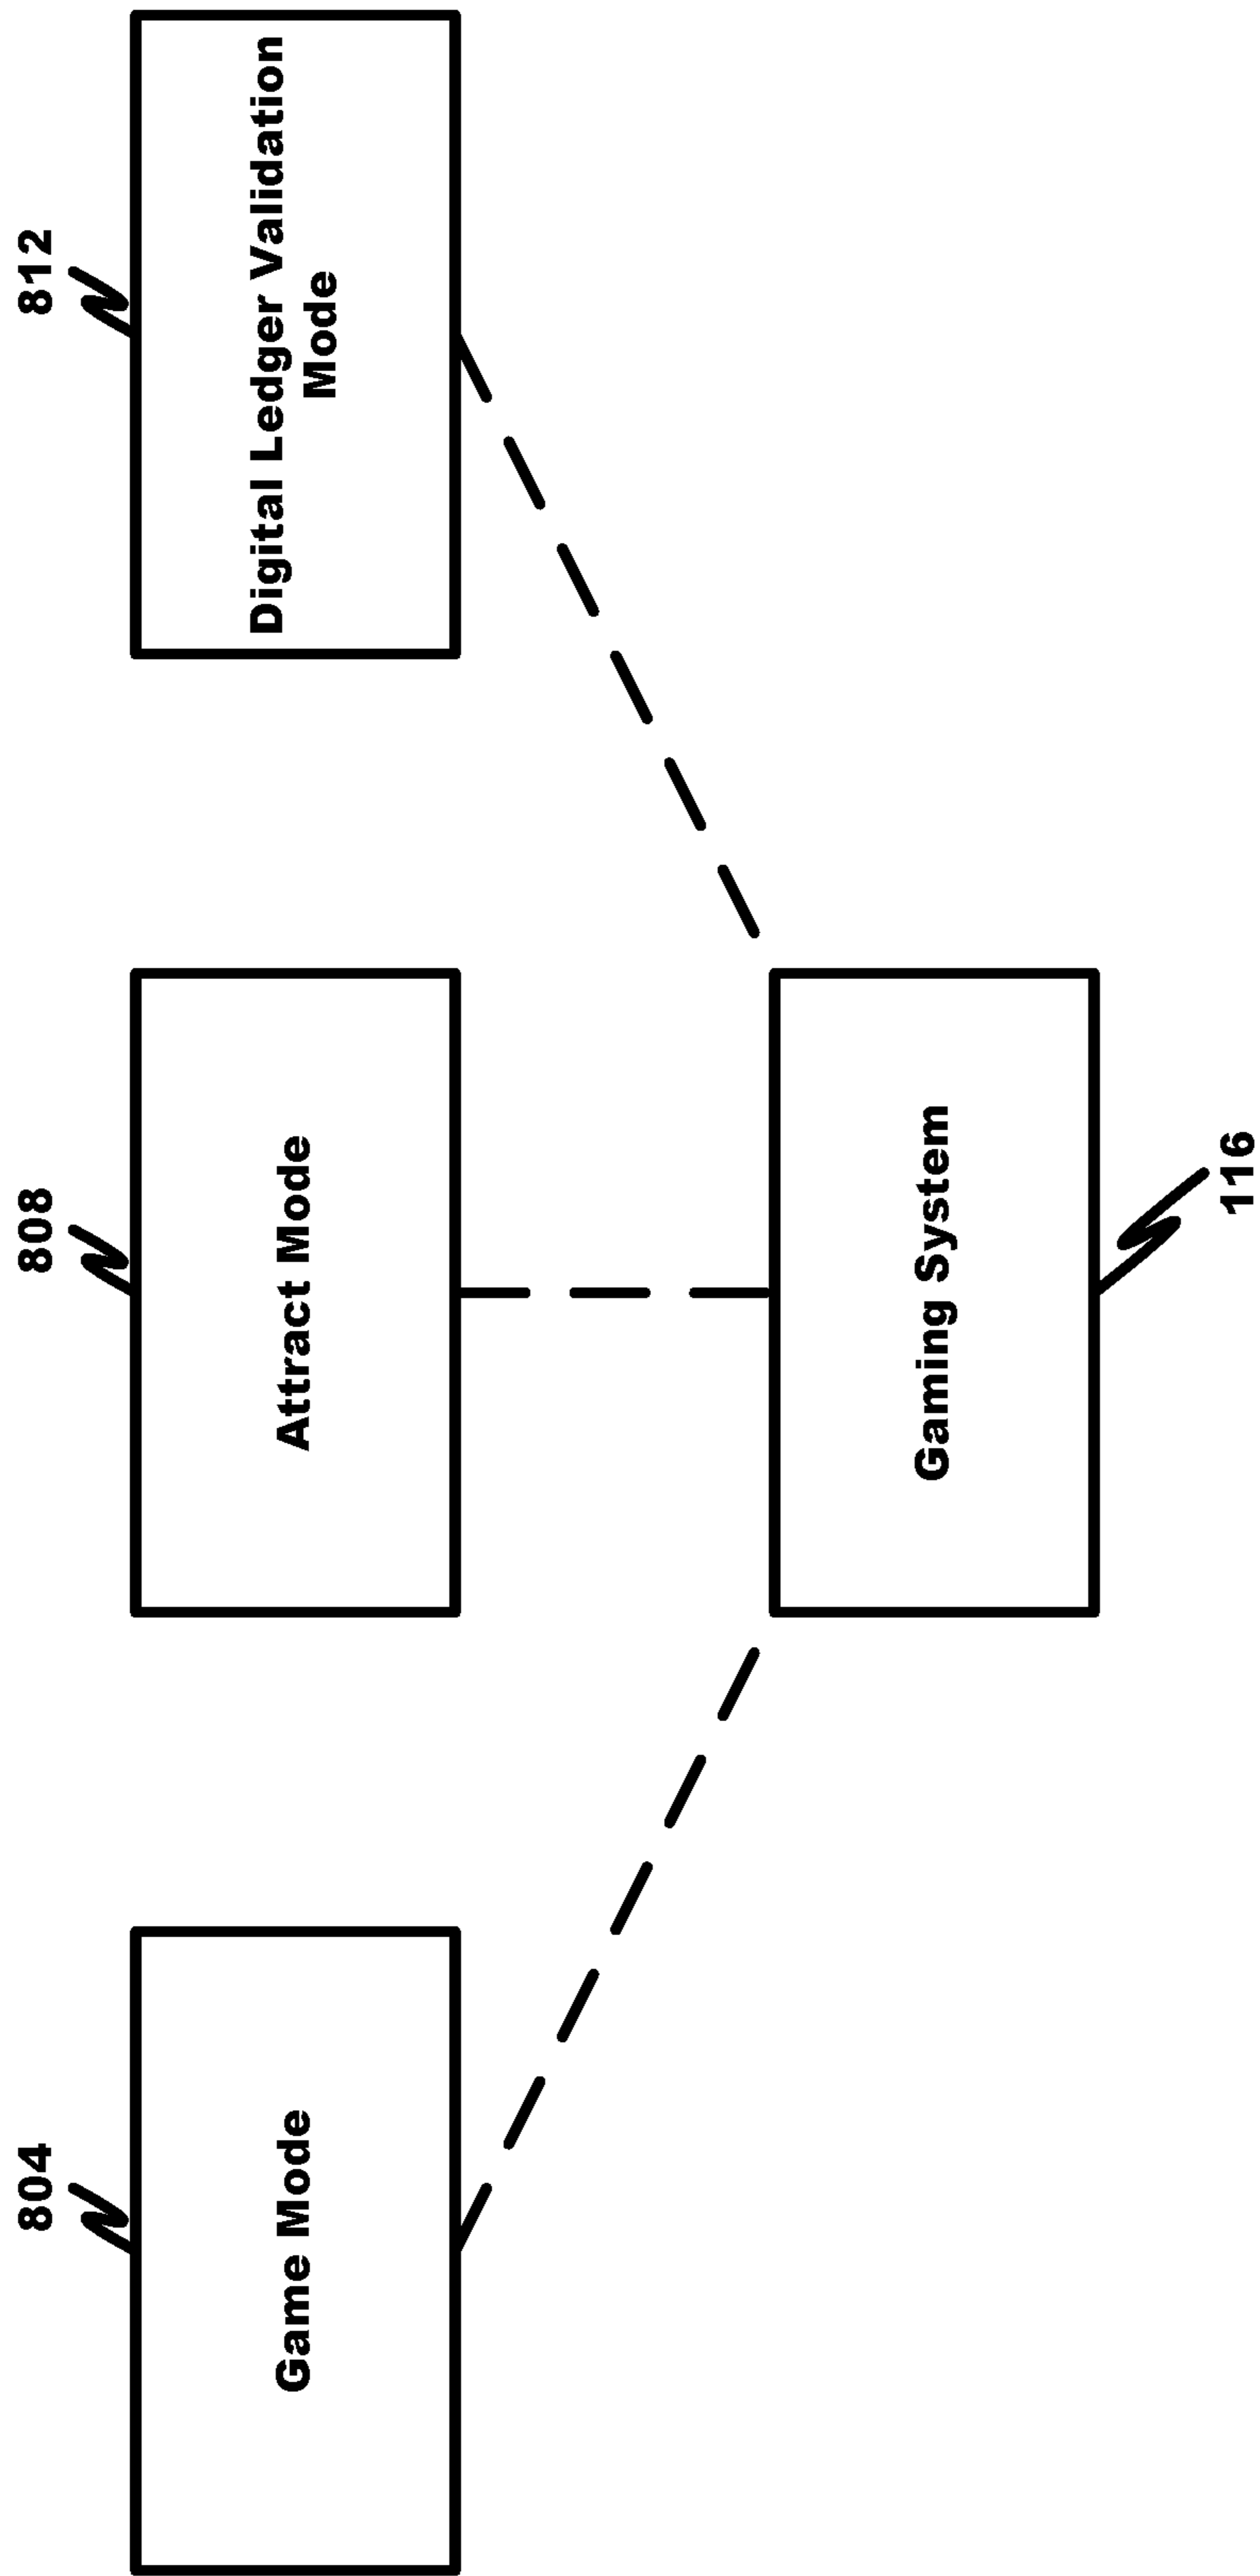 804
808
812
Game Mode
Attract Mode
Digital Ledger Validation
Mode
Gaming System
116